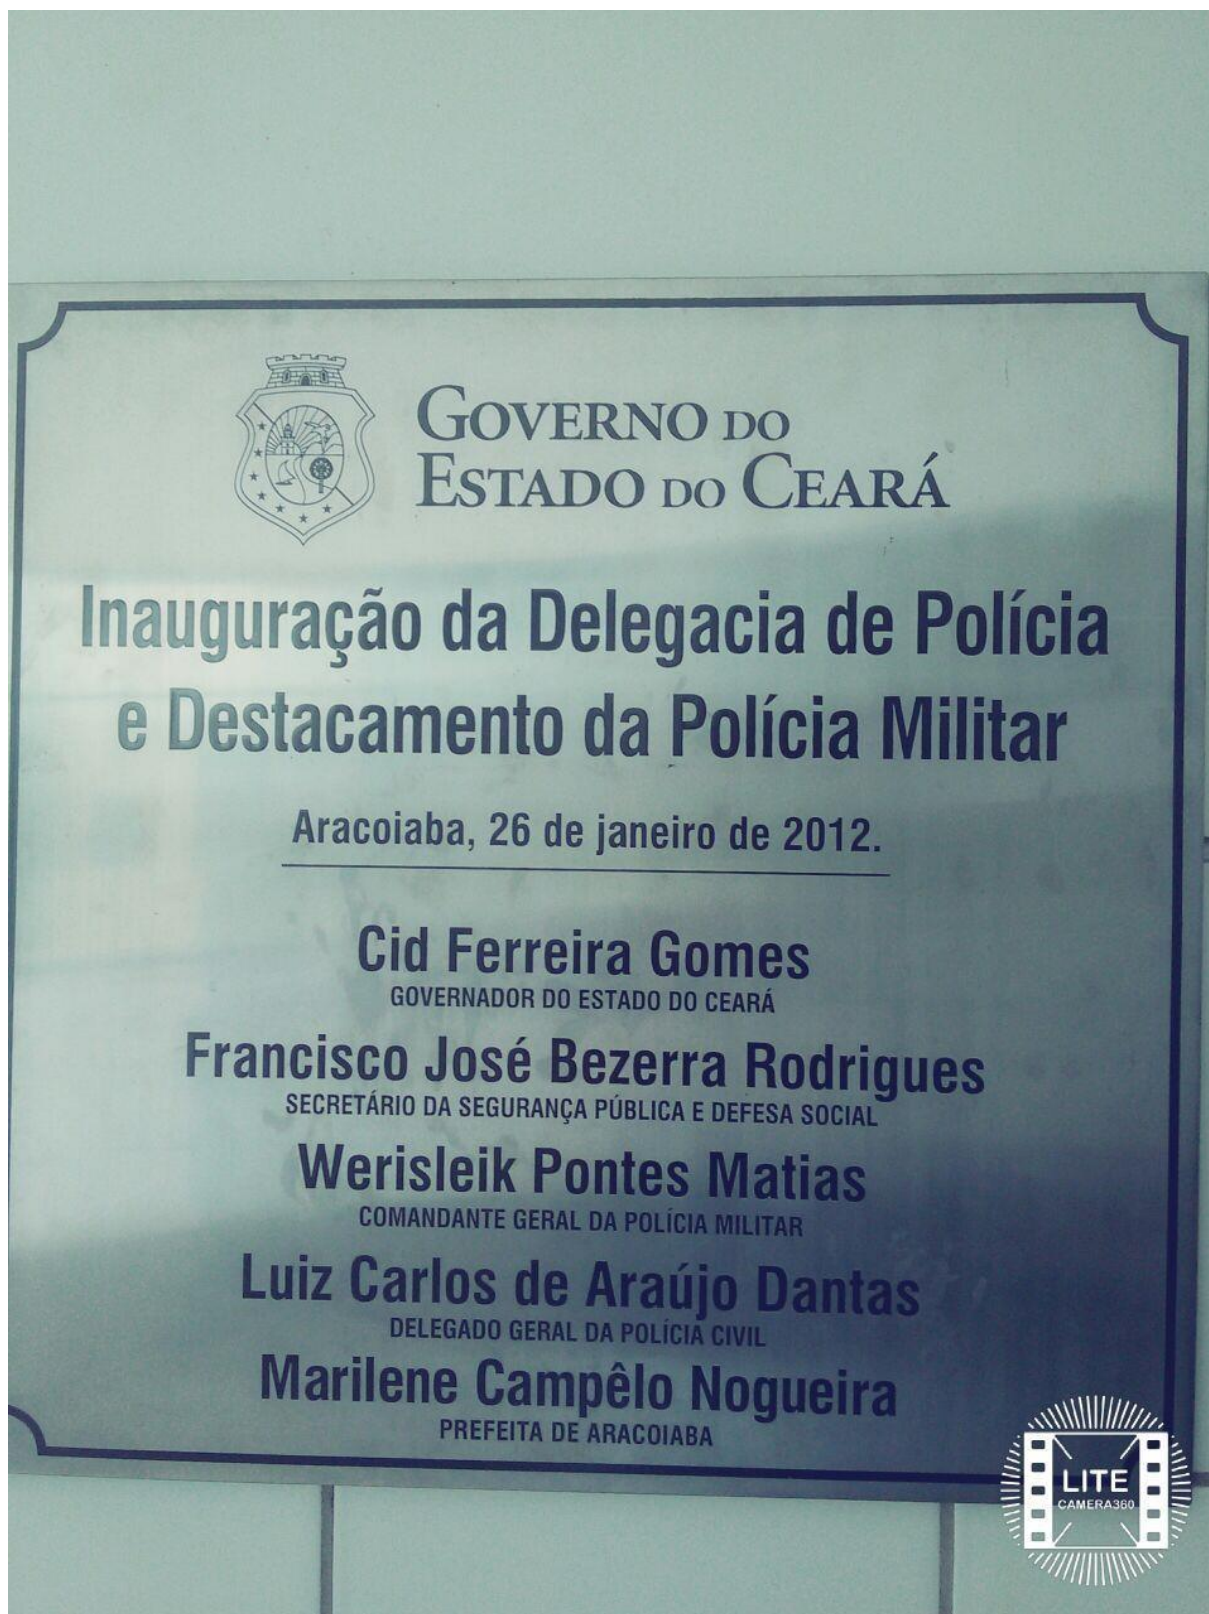 GOVERNO DO
ESTADO DO CEARÁ
Inauguração da Delegacia de Polícia
e Destacamento da Polícia Militar
Aracoiaba, 26 de janeiro de 2012.
Cid Ferreira Gomes
GOVERNADOR DO ESTADO DO CEARÁ
Francisco José Bezerra Rodrigues
SECRETÁRIO DA SEGURANÇA PÚBLICA E DEFESA SOCIAL
Werisleik Pontes Matias
COMANDANTE GERAL DA POLÍCIA MILITAR
Luiz Carlos de Araújo Dantas
DELEGADO GERAL DA POLÍCIA CIVIL
Marilene Campêlo Nogueira
PREFEITA DE ARACOIABA
LITE
CAMERA360